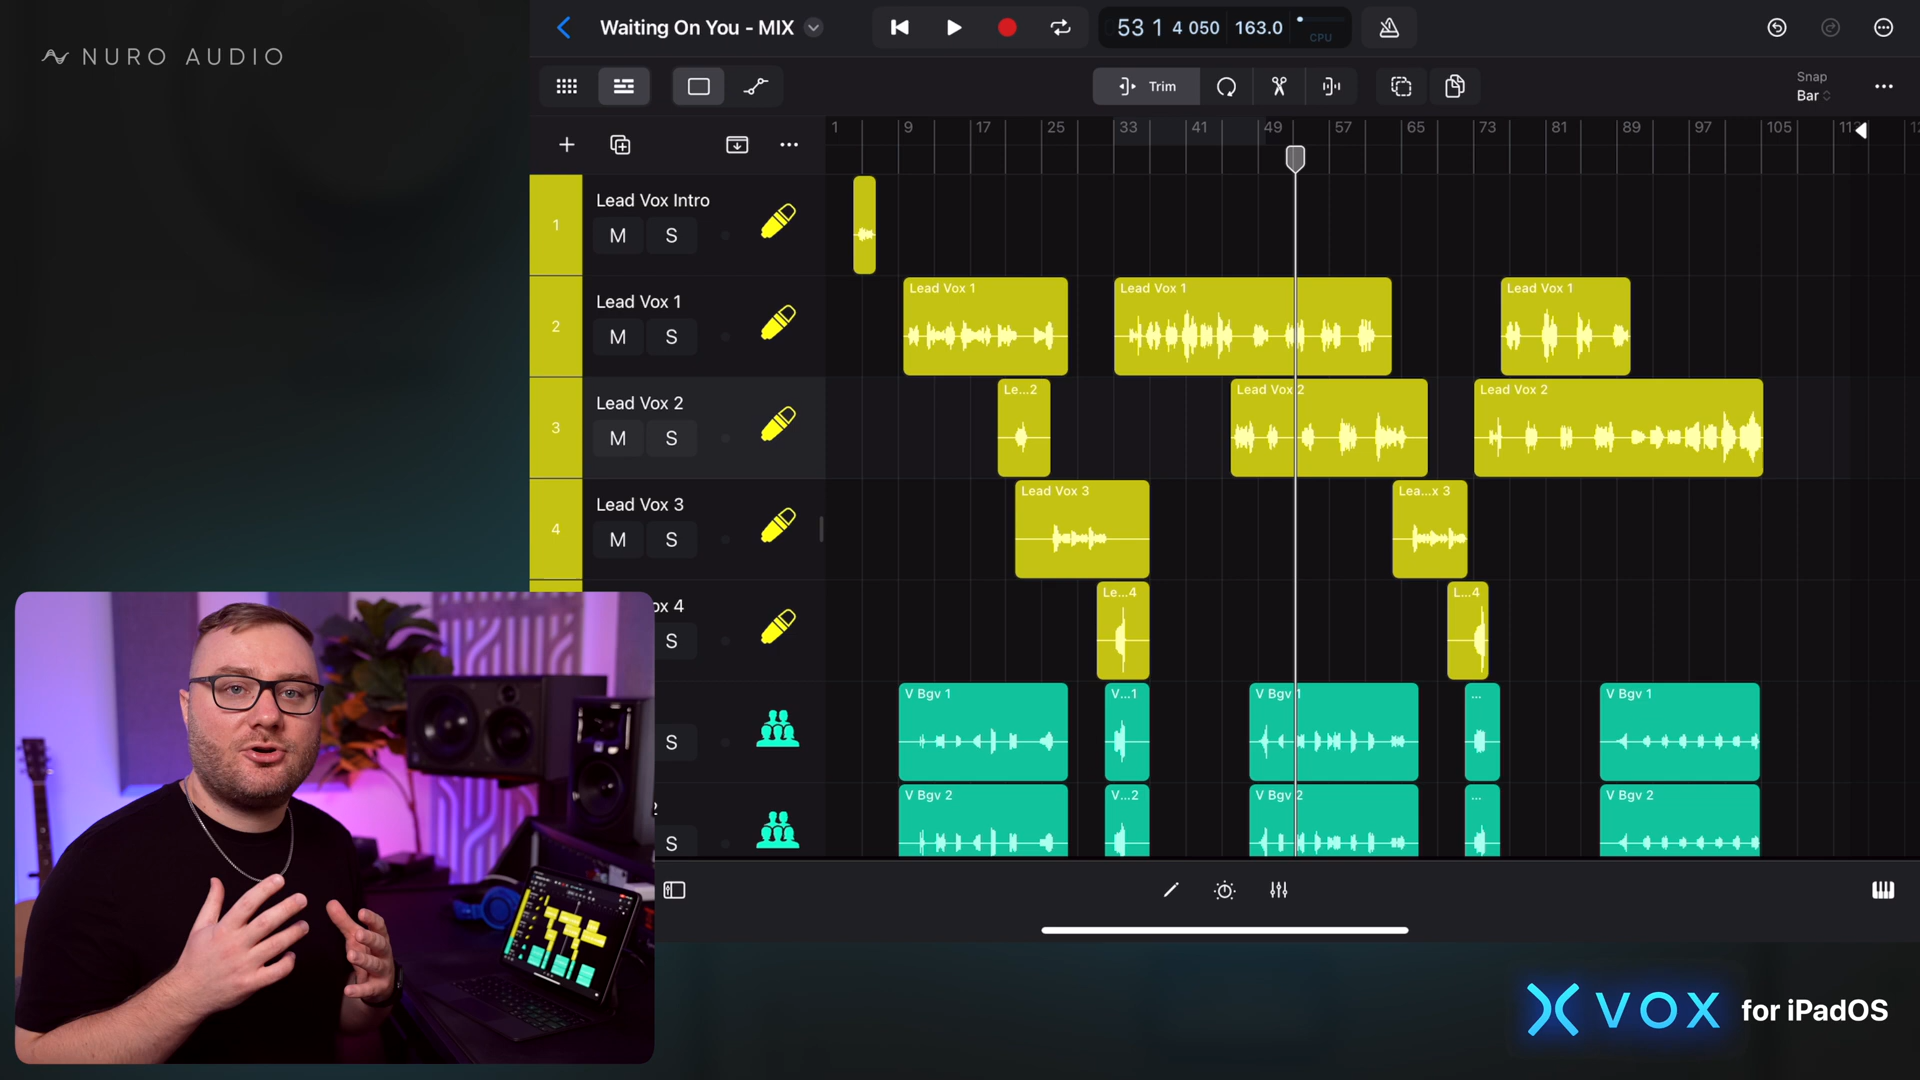 NURO AUDIO
Waiting On You - MIX
53 1 4 050 163.0
CPU
Trim
Snap
Bar
1 9 17 25 33 41 49 57 65 73 81 89 97 105 113
1
Lead Vox Intro
M S
2
Lead Vox 1
M S
Lead Vox 1
Lead Vox 1
Lead Vox 1
3
Lead Vox 2
M S
Le...2
Lead Vox 2
Lead Vox 2
4
Lead Vox 3
M S
Lead Vox 3
Lea...x 3
ox 4
S
Le...4
L...4
S
V Bgv 1
V...1
V Bgv 1
...
V Bgv 1
S
V Bgv 2
V...2
V Bgv 2
...
V Bgv 2
VOX for iPadOS